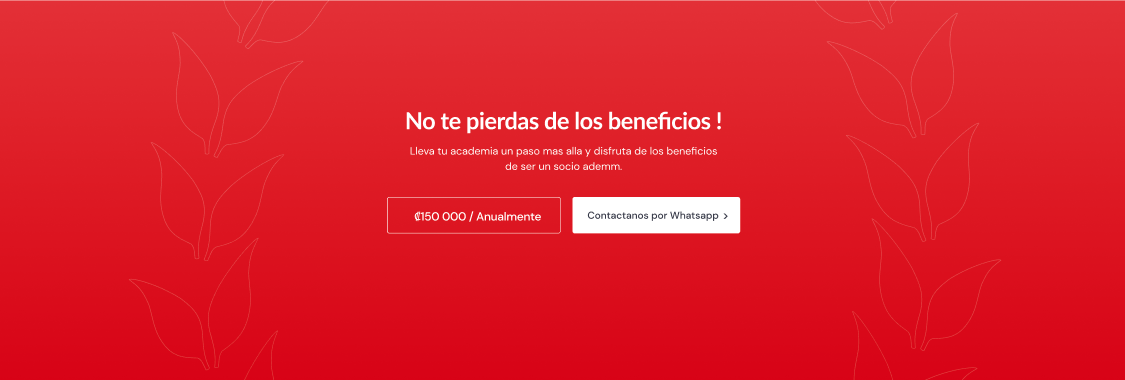 No te pierdas de los beneficios !
Lleva tu academia un paso mas alla y disfruta de los beneficios
de ser un socio ademm.
₡150 000 / Anualmente
Contactanos por Whatsapp >